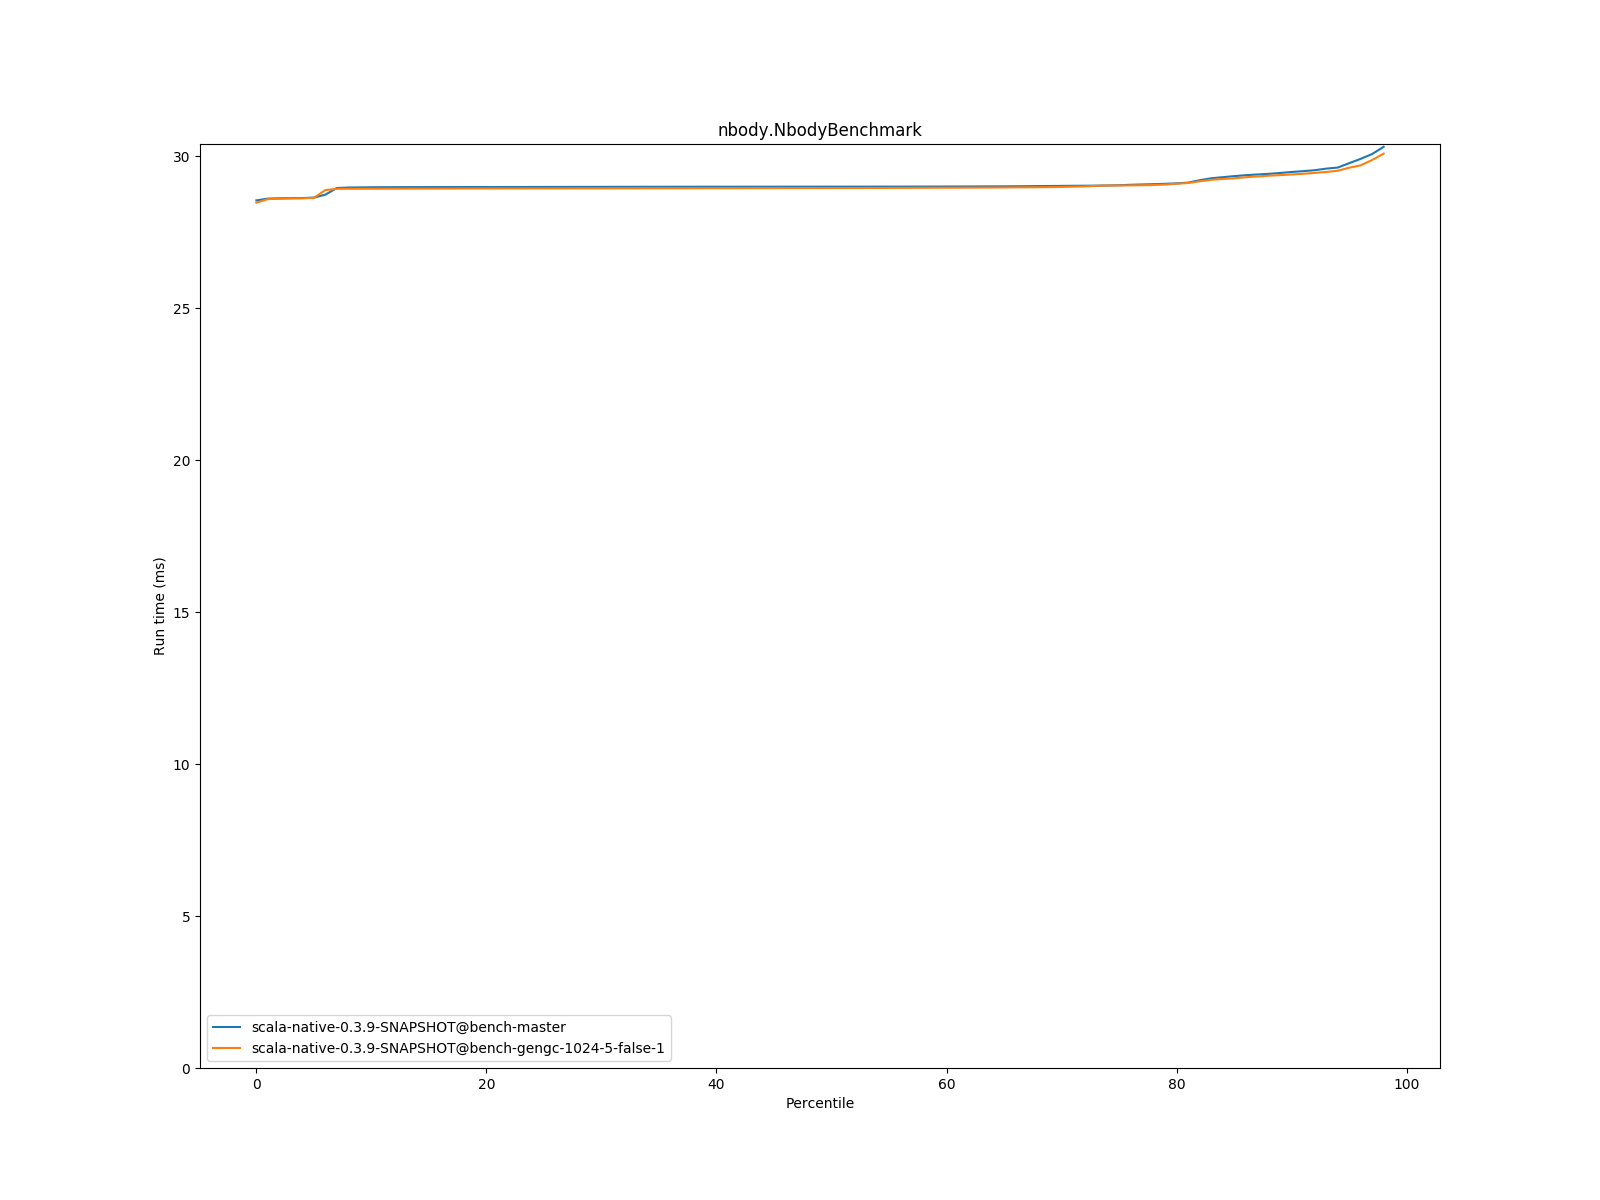 nbody.NbodyBenchmark
30
25
20
15
10
5
0
Run time (ms)
scala-native-0.3.9-SNAPSHOT@bench-master
scala-native-0.3.9-SNAPSHOT@bench-gengc-1024-5-false-1
0 20 40 60 80 100
Percentile